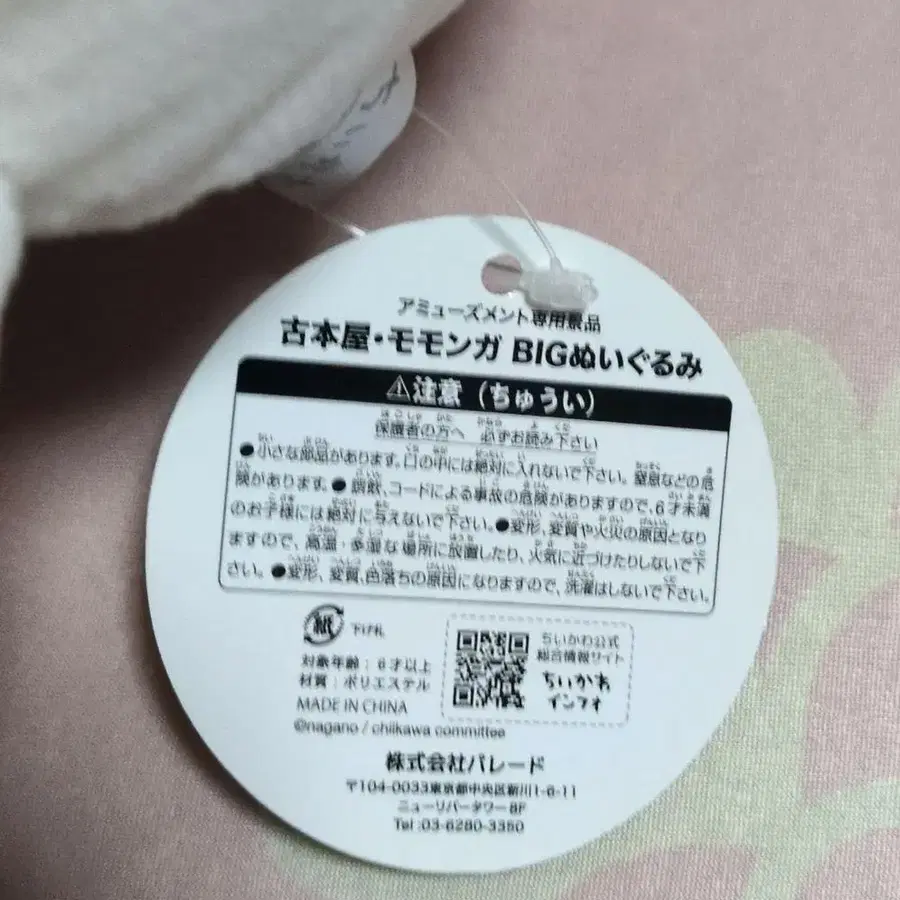 アミューズメント専用景品
古本屋・モモンガ BIGぬいぐるみ
⚠注意（ちゅうい）
保護者の方へ 必ずお読み下さい
●小さな部品があります。口の中には絶対に入れないで下さい。窒息などの危
険があります。●誤飲、コードによる事故の危険がありますので、6才未満
のお子様には絶対に与えないで下さい。●変形、変質や火災の原因となり
ますので、高温・多湿な場所に放置したり、火気に近づけたりしないで下
さい。●変形、変質、色落ちの原因になりますので、洗濯はしないで下さい。
紙 下げ札
対象年齢：6才以上
材質：ポリエステル
MADE IN CHINA
©nagano / chiikawa committee
ちいかわ公式
総合情報サイト
ちいかわ
インフォ
株式会社パレード
〒104-0033東京都中央区新川1-6-11
ニューリバータワー8F
Tel：03-6280-3350